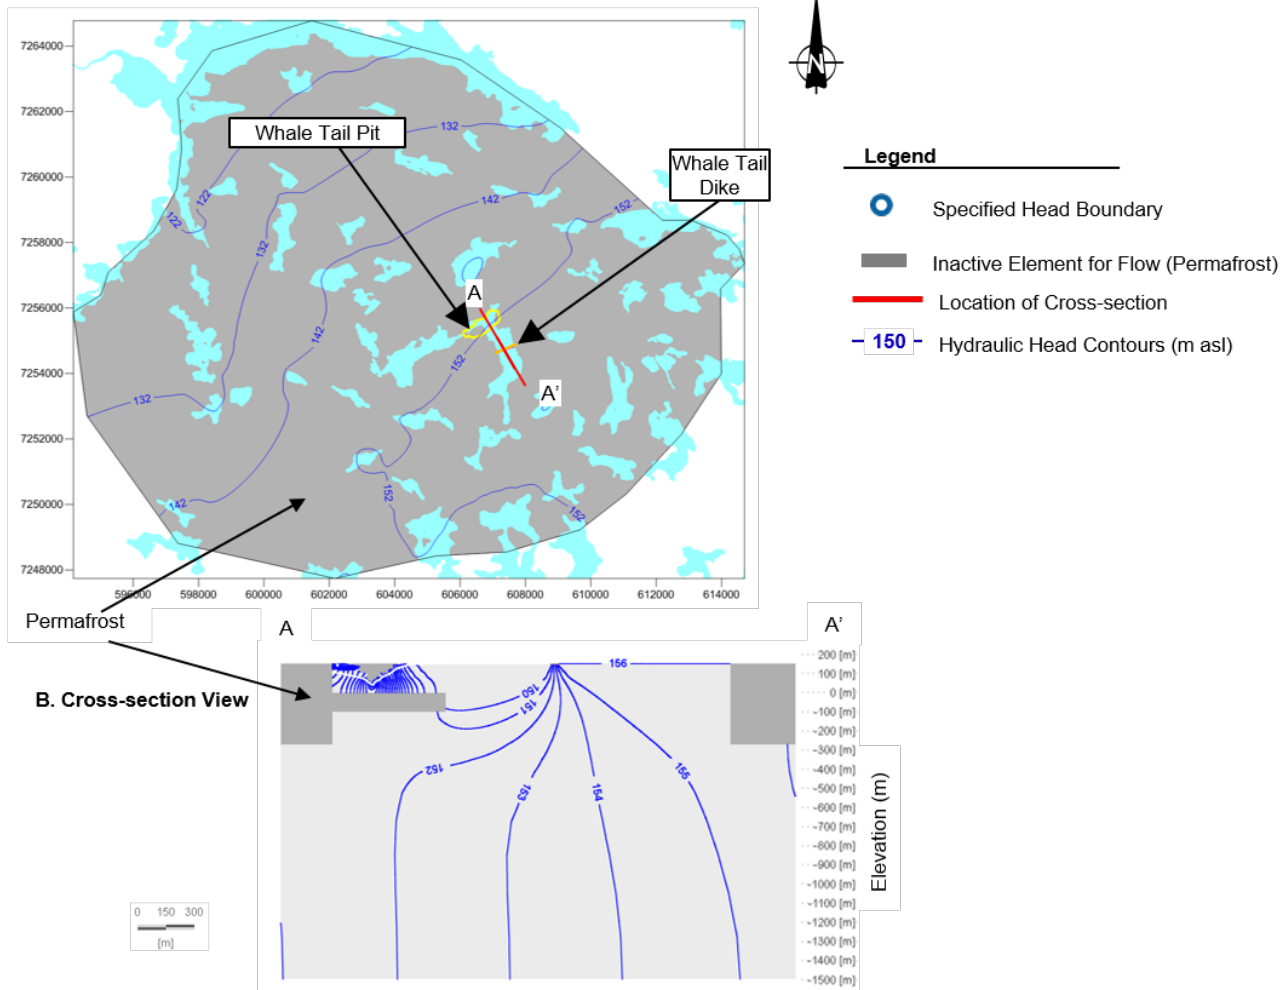 7264000
7262000
7260000
7258000
7256000
7254000
7252000
7250000
7248000
596000
598000
600000
602000
604000
606000
608000
610000
612000
614000
Whale Tail Pit
Whale Tail
Dike
132
122
122
142
152
132
142
152
132
142
152
152
A
A'
N
Legend
Specified Head Boundary
Inactive Element for Flow (Permafrost)
Location of Cross-section
150
Hydraulic Head Contours (m asl)
Permafrost
A
A'
B. Cross-section View
156
150
151
152
153
154
155
200 [m]
100 [m]
0 [m]
-100 [m]
-200 [m]
-300 [m]
-400 [m]
-500 [m]
-600 [m]
-700 [m]
-800 [m]
-900 [m]
-1000 [m]
-1100 [m]
-1200 [m]
-1300 [m]
-1400 [m]
-1500 [m]
Elevation (m)
0 150 300
[m]